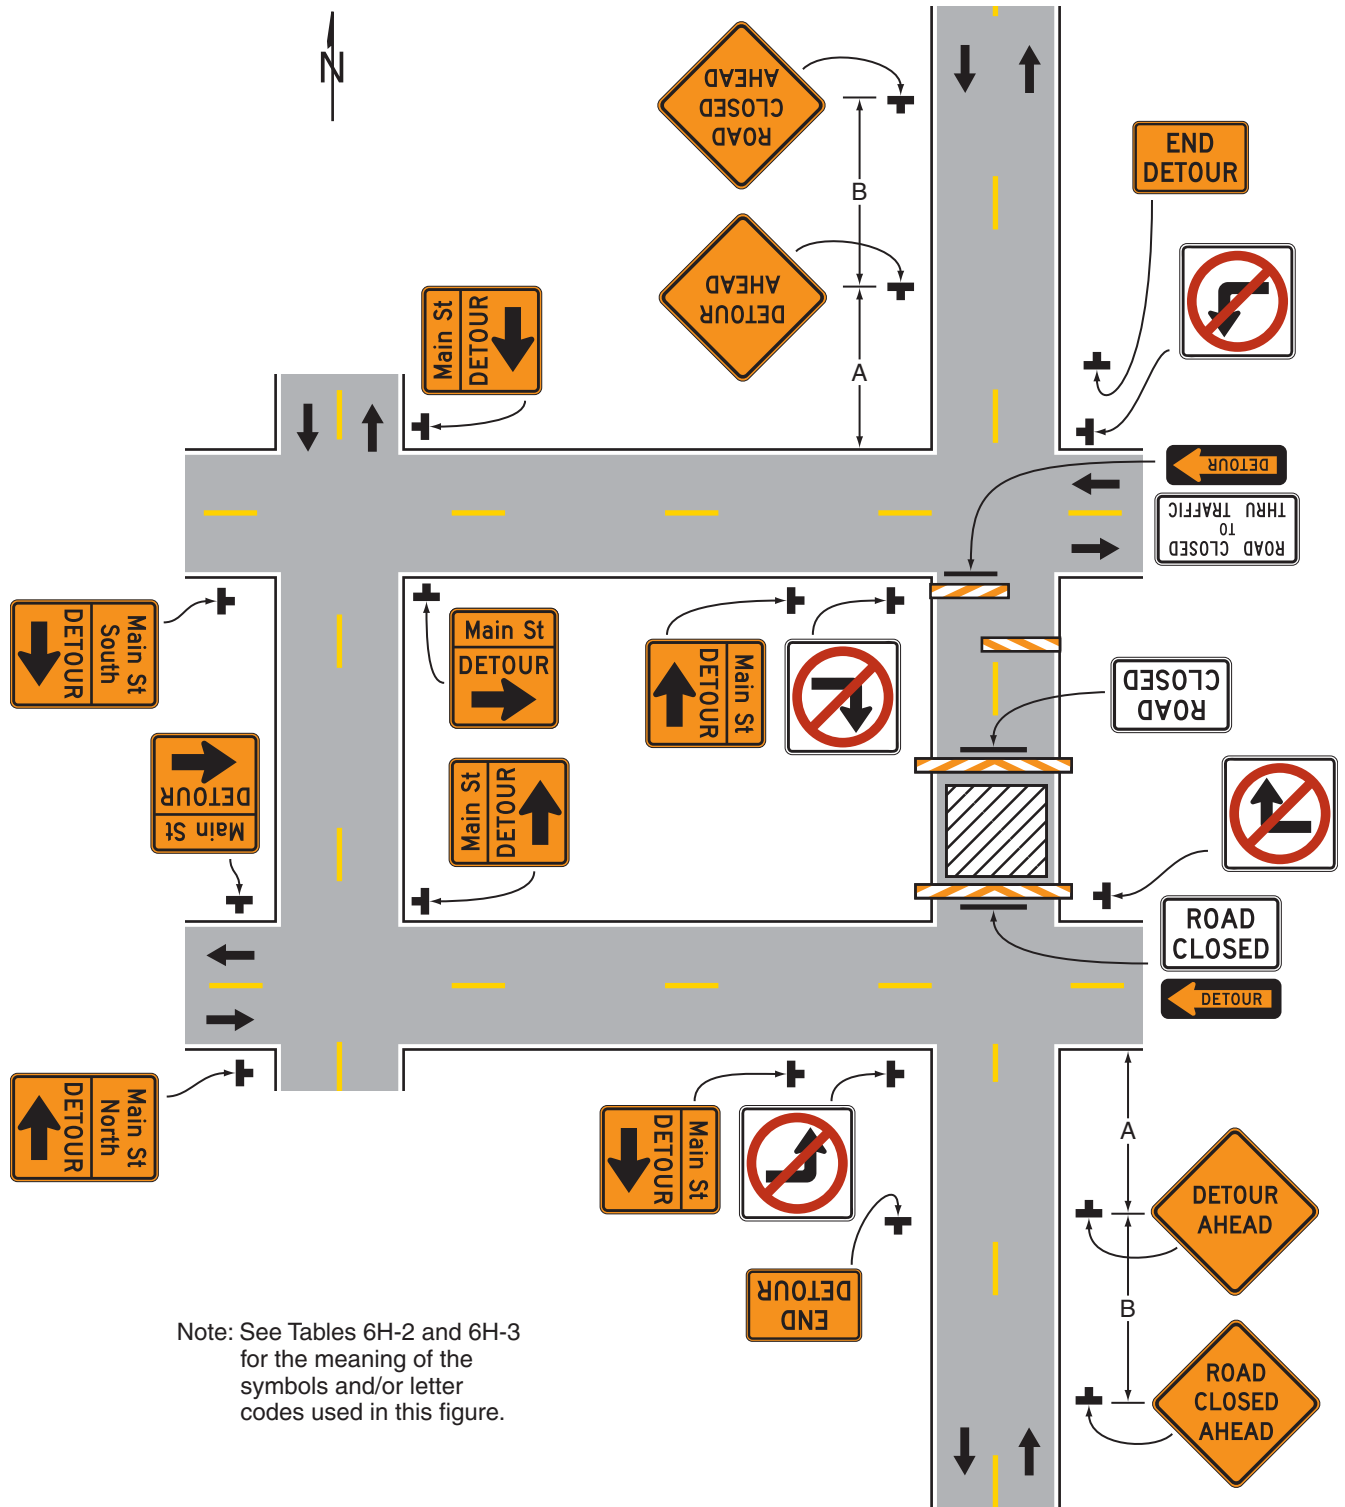 N
ROAD
CLOSED
AHEAD
B
END
DETOUR
DETOUR
AHEAD
A
Main St
DETOUR
DETOUR
ROAD CLOSED
TO
THRU TRAFFIC
Main St
South
DETOUR
Main St
DETOUR
Main St
DETOUR
ROAD
CLOSED
Main St
DETOUR
Main St
DETOUR
ROAD
CLOSED
DETOUR
Main St
North
DETOUR
Main St
DETOUR
A
DETOUR
AHEAD
END
DETOUR
B
ROAD
CLOSED
AHEAD
Note: See Tables 6H-2 and 6H-3
for the meaning of the
symbols and/or letter
codes used in this figure.